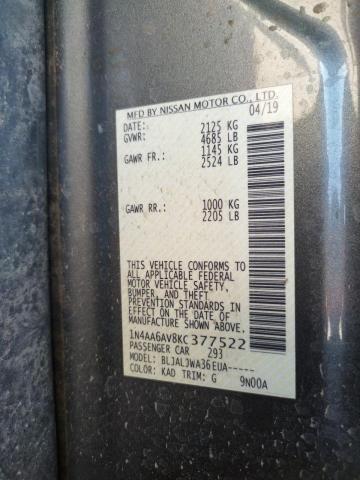 MFD BY NISSAN MOTOR CO., LTD.
DATE: 04/19
GVWR: 2125 KG
4685 LB
GAWR FR.: 1145 KG
2524 LB
GAWR RR.: 1000 KG
2205 LB
THIS VEHICLE CONFORMS TO
ALL APPLICABLE FEDERAL
MOTOR VEHICLE SAFETY,
BUMPER, AND THEFT
PREVENTION STANDARDS
IN EFFECT ON THE DATE OF
MANUFACTURE SHOWN ABOVE.
1N4AA6AV8KC377522
PASSENGER CAR Z93
MODEL: BLJALJWA36EUA-----
COLOR: KAD TRIM: G 9N00A